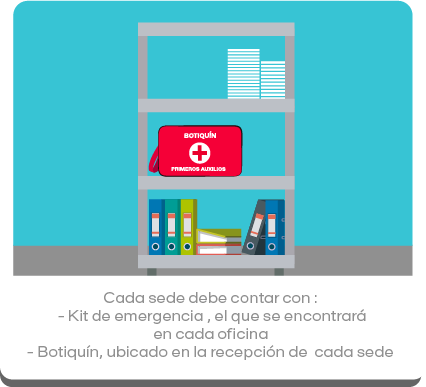 BOTIQUÍN
PRIMEROS AUXILIOS
Cada sede debe contar con :
- Kit de emergencia , el que se encontrará
en cada oficina
- Botiquín, ubicado en la recepción de cada sede